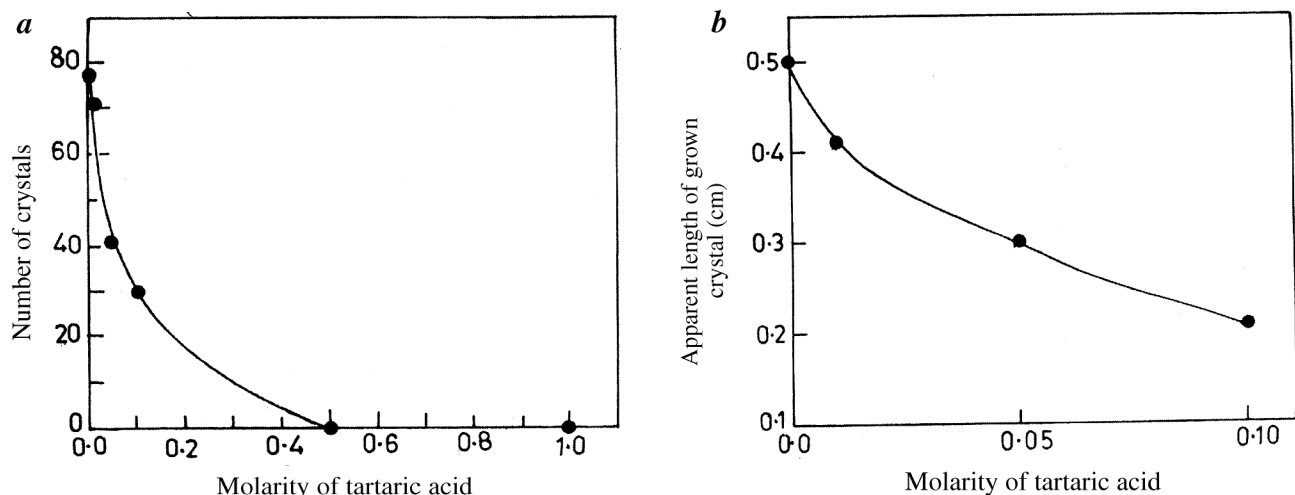 a
80
60
40
20
0
0·0
0·2
0·4
0·6
0·8
1·0
Number of crystals
Molarity of tartaric acid
b
0·5
0·4
0·3
0·2
0·1
0·0
0·05
0·10
Apparent length of grown
crystal (cm)
Molarity of tartaric acid